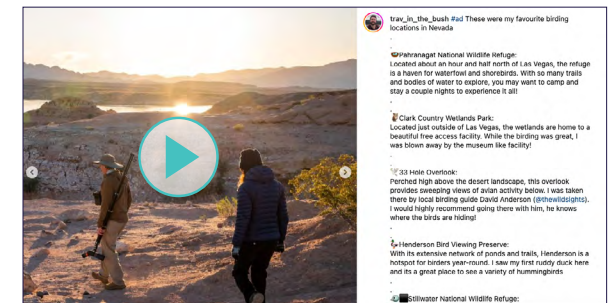 trav_in_the_bush #ad These were my favourite birding
locations in Nevada
.
.
Pahranagat National Wildlife Refuge:
Located about an hour and half north of Las Vegas, the refuge
is a haven for waterfowl and shorebirds. With so many trails
and bodies of water to explore, you may want to camp and
stay a couple nights to experience it all!
.
.
Clark Country Wetlands Park:
Located just outside of Las Vegas, the wetlands are home to a
beautiful free access facility. While the birding was great, I
was blown away by the museum like facility!
.
.
33 Hole Overlook:
Perched high above the desert landscape, this overlook
provides sweeping views of avian activity below. I was taken
there by local birding guide David Anderson (@thewildsights).
I would highly recommend going there with him, he knows
where the birds are hiding!
.
.
Henderson Bird Viewing Preserve:
With its extensive network of ponds and trails, Henderson is a
hotspot for birders year-round. I saw my first ruddy duck here
and its a great place to see a variety of hummingbirds
.
.
Stillwater National Wildlife Refuge: